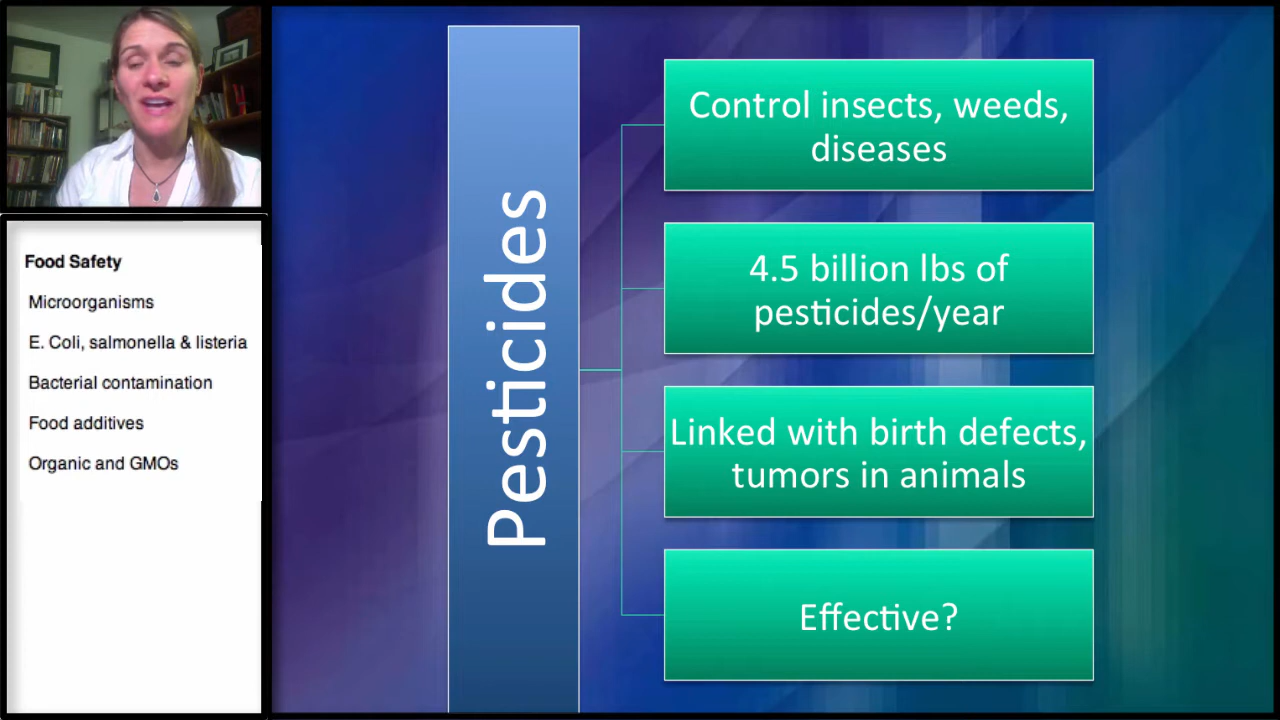 Food Safety
Microorganisms
E. Coli, salmonella & listeria
Bacterial contamination
Food additives
Organic and GMOs
Pesticides
Control insects, weeds,
diseases
4.5 billion lbs of
pesticides/year
Linked with birth defects,
tumors in animals
Effective?